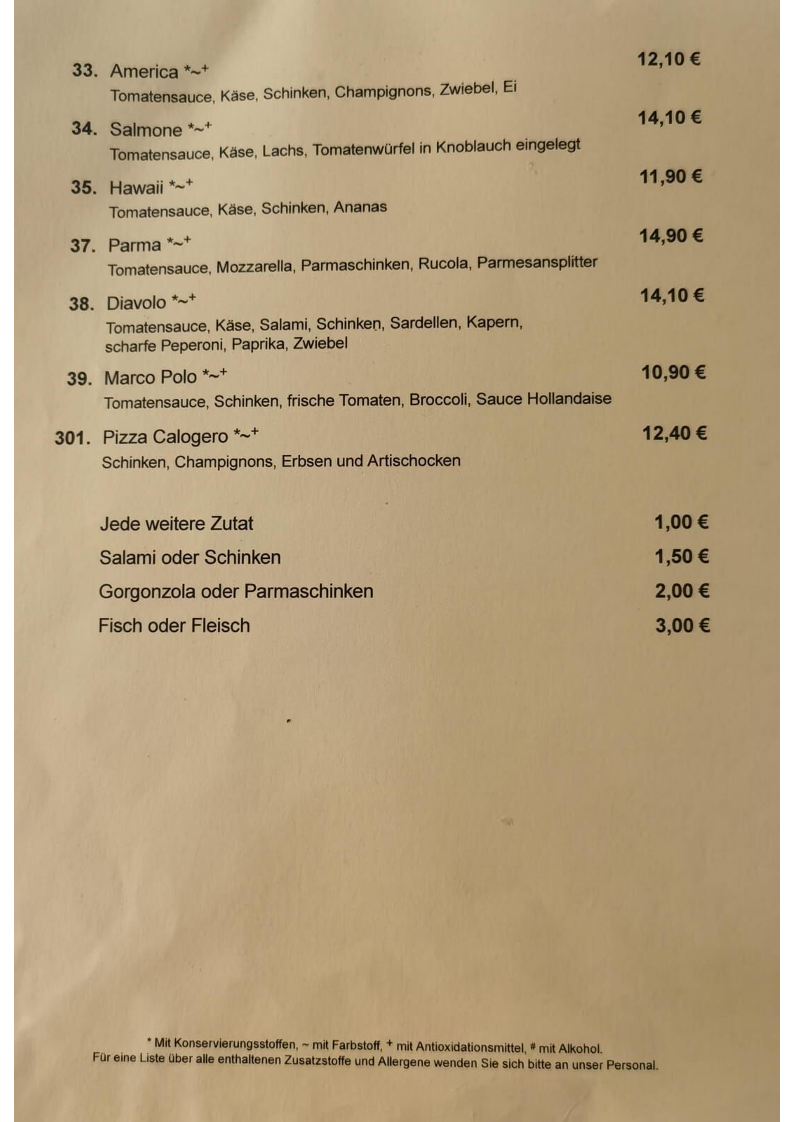 33. America *~+ 12,10 €
Tomatensauce, Käse, Schinken, Champignons, Zwiebel, Ei
34. Salmone *~+ 14,10 €
Tomatensauce, Käse, Lachs, Tomatenwürfel in Knoblauch eingelegt
35. Hawaii *~+ 11,90 €
Tomatensauce, Käse, Schinken, Ananas
37. Parma *~+ 14,90 €
Tomatensauce, Mozzarella, Parmaschinken, Rucola, Parmesansplitter
38. Diavolo *~+ 14,10 €
Tomatensauce, Käse, Salami, Schinken, Sardellen, Kapern,
scharfe Peperoni, Paprika, Zwiebel
39. Marco Polo *~+ 10,90 €
Tomatensauce, Schinken, frische Tomaten, Broccoli, Sauce Hollandaise
301. Pizza Calogero *~+ 12,40 €
Schinken, Champignons, Erbsen und Artischocken
Jede weitere Zutat 1,00 €
Salami oder Schinken 1,50 €
Gorgonzola oder Parmaschinken 2,00 €
Fisch oder Fleisch 3,00 €
* Mit Konservierungsstoffen, ~ mit Farbstoff, + mit Antioxidationsmittel, # mit Alkohol.
Für eine Liste über alle enthaltenen Zusatzstoffe und Allergene wenden Sie sich bitte an unser Personal.